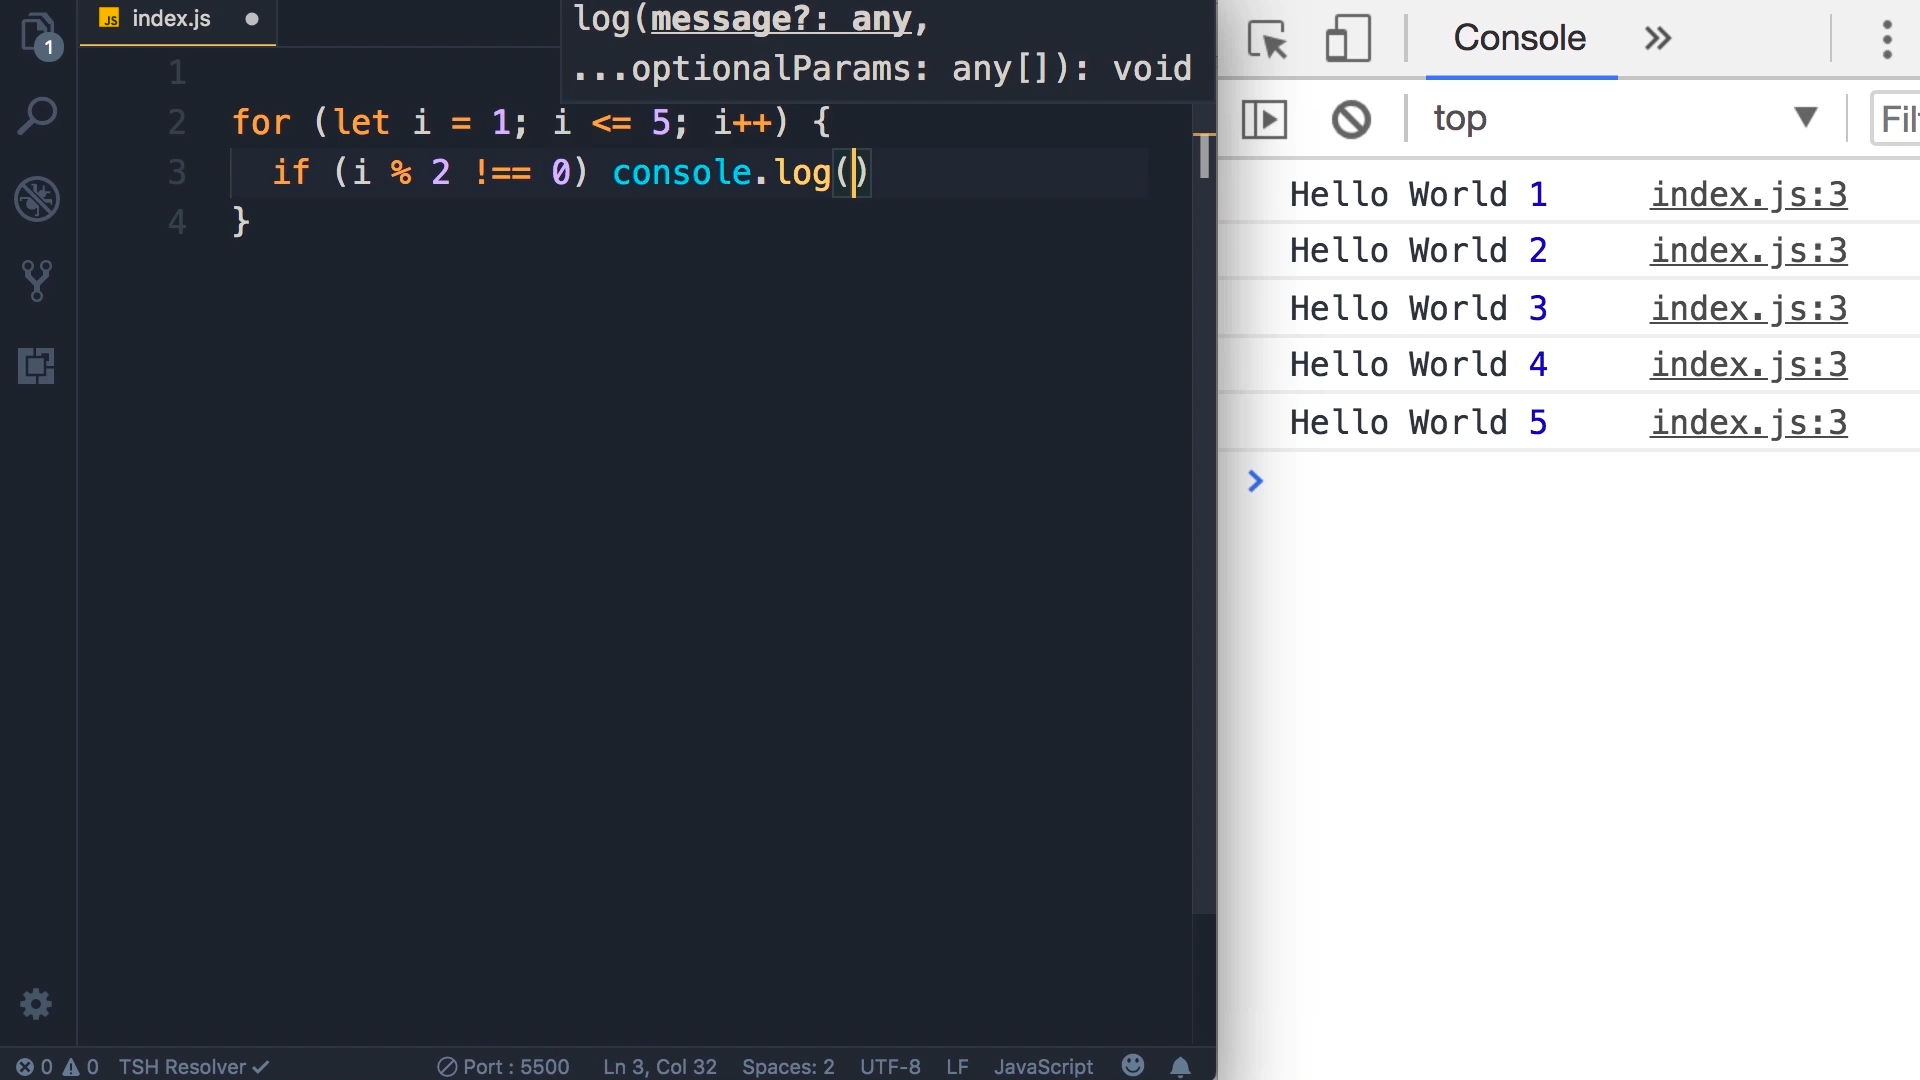 1
JS index.js
log(message?: any,
...optionalParams: any[]): void
1
2 for (let i = 1; i <= 5; i++) {
3 if (i % 2 !== 0) console.log()
4 }
0 0 TSH Resolver ✓ Port : 5500 Ln 3, Col 32 Spaces: 2 UTF-8 LF JavaScript
Console
top ▼ Filt
Hello World 1 index.js:3
Hello World 2 index.js:3
Hello World 3 index.js:3
Hello World 4 index.js:3
Hello World 5 index.js:3
>